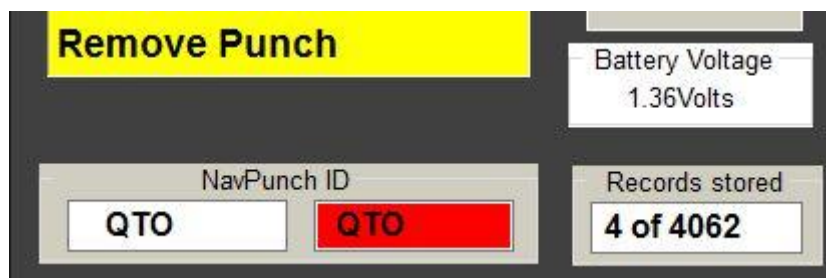 Remove Punch
Battery Voltage
1.36Volts
NavPunch ID
QTO
QTO
Records stored
4 of 4062